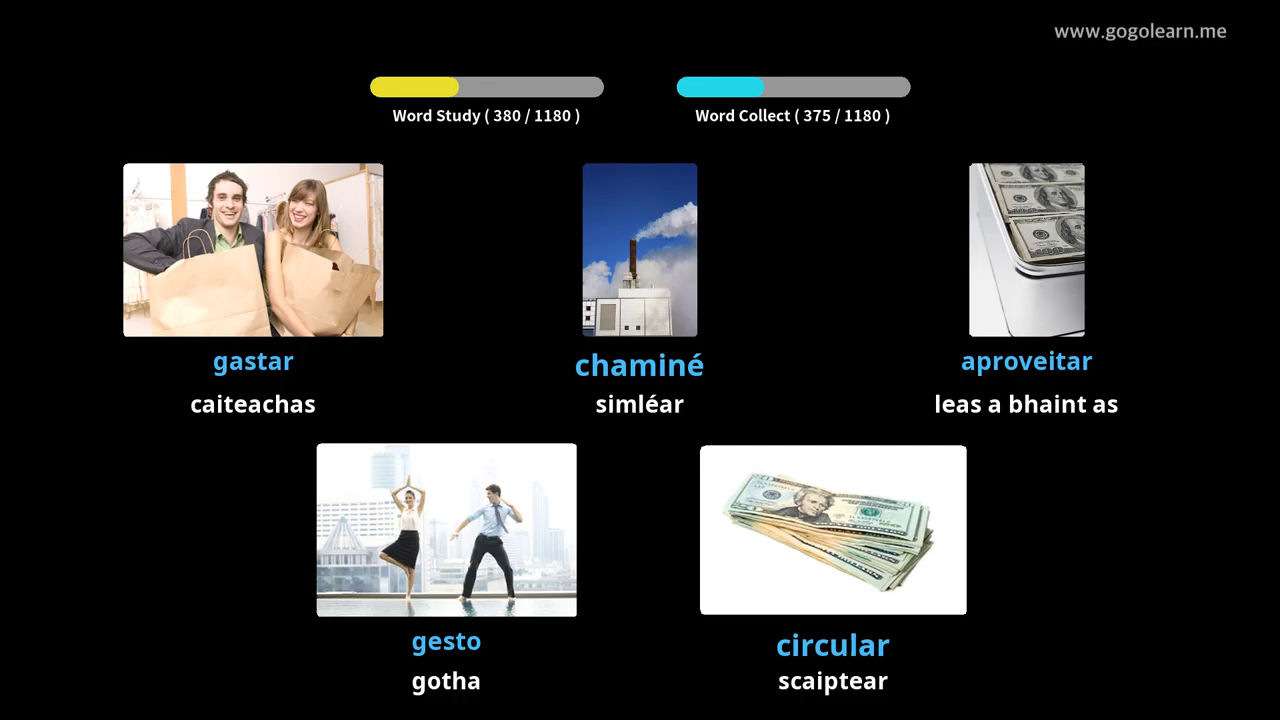 www.gogolearn.me
Word Study ( 380 / 1180 )
Word Collect ( 375 / 1180 )
gastar
caiteachas
chaminé
simléar
aproveitar
leas a bhaint as
gesto
gotha
circular
scaiptear